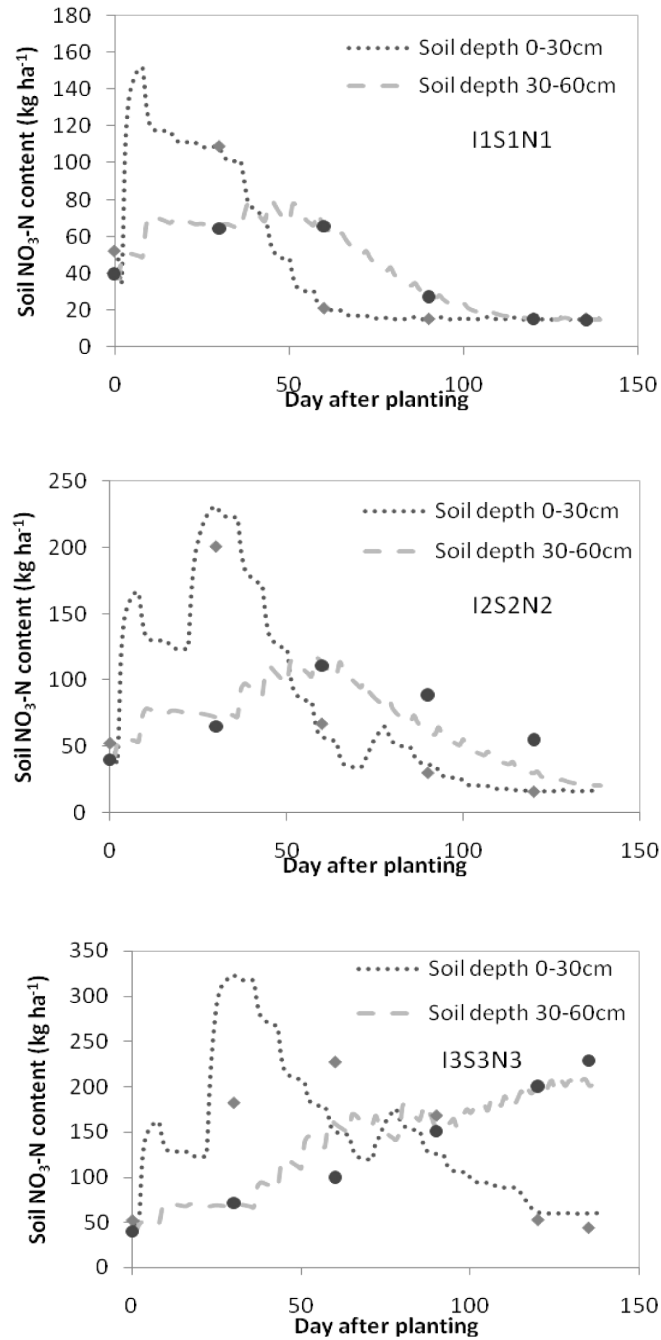 180
160
140
120
100
80
60
40
20
0
Soil NO₃-N content (kg ha⁻¹)
Soil depth 0-30cm
Soil depth 30-60cm
I1S1N1
0
50
100
150
Day after planting
250
200
150
100
50
0
Soil NO₃-N content (kg ha⁻¹)
Soil depth 0-30cm
Soil depth 30-60cm
I2S2N2
0
50
100
150
Day after planting
350
300
250
200
150
100
50
0
Soil NO₃-N content (kg ha⁻¹)
Soil depth 0-30cm
Soil depth 30-60cm
I3S3N3
0
50
100
150
Day after planting